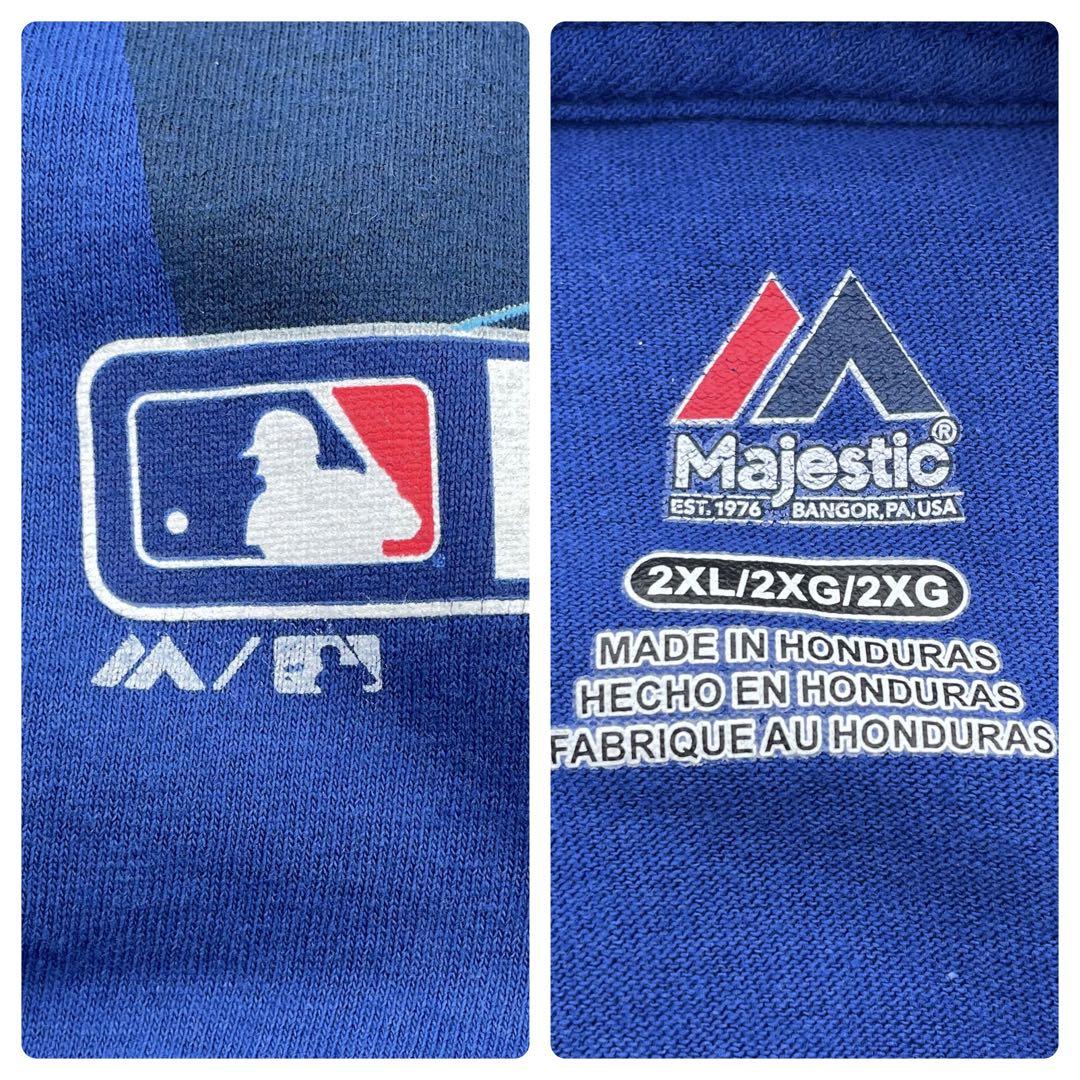 Majestic®
EST. 1976 BANGOR, PA, USA
2XL/2XG/2XG
MADE IN HONDURAS
HECHO EN HONDURAS
FABRIQUE AU HONDURAS